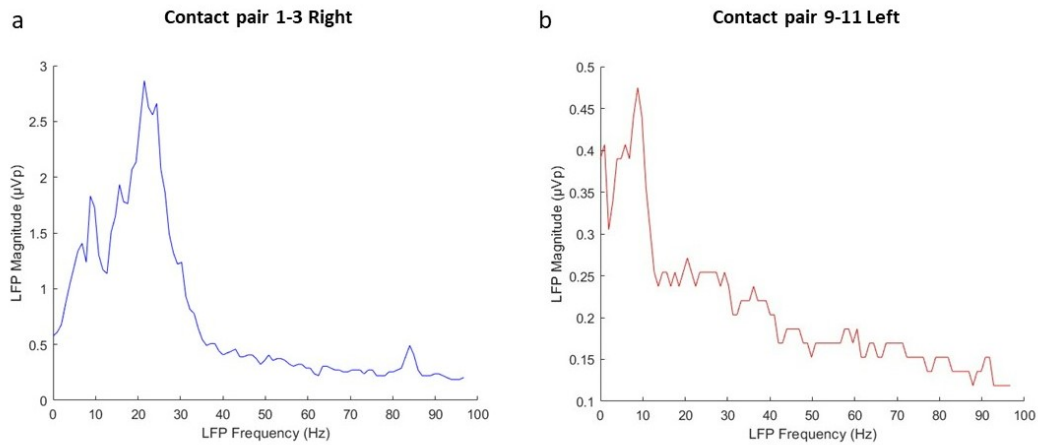 a
Contact pair 1-3 Right
LFP Magnitude (µVp)
3
2.5
2
1.5
1
0.5
0
0 10 20 30 40 50 60 70 80 90 100
LFP Frequency (Hz)
b
Contact pair 9-11 Left
LFP Magnitude (µVp)
0.5
0.45
0.4
0.35
0.3
0.25
0.2
0.15
0.1
0 10 20 30 40 50 60 70 80 90 100
LFP Frequency (Hz)